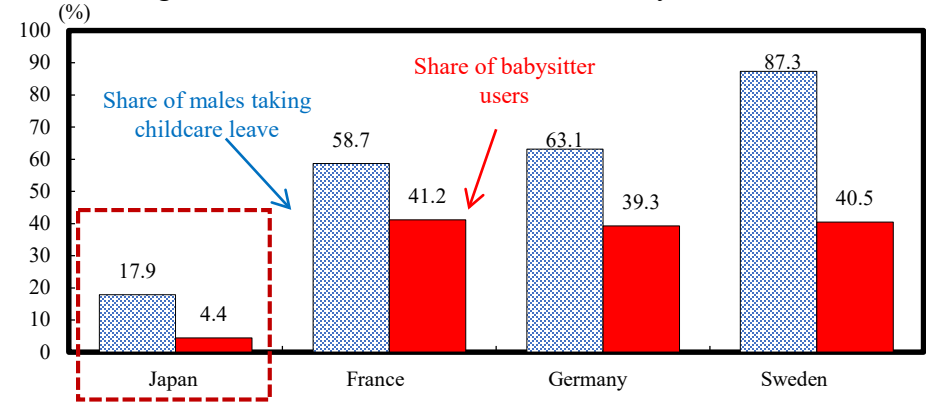 (%)
100
90
80
70
60
50
40
30
20
10
0
Share of males taking
childcare leave
Share of babysitter
users
17.9
4.4
58.7
41.2
63.1
39.3
87.3
40.5
Japan
France
Germany
Sweden